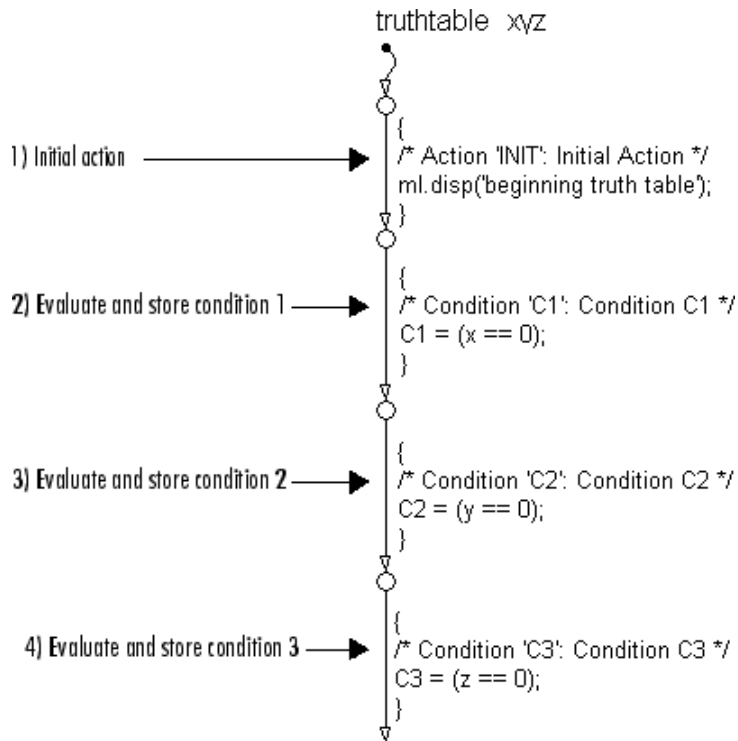 truthtable xyz
{
1) Initial action
/* Action 'INIT': Initial Action */
ml.disp('beginning truth table');
}
{
2) Evaluate and store condition 1
/* Condition 'C1': Condition C1 */
C1 = (x == 0);
}
{
3) Evaluate and store condition 2
/* Condition 'C2': Condition C2 */
C2 = (y == 0);
}
{
4) Evaluate and store condition 3
/* Condition 'C3': Condition C3 */
C3 = (z == 0);
}